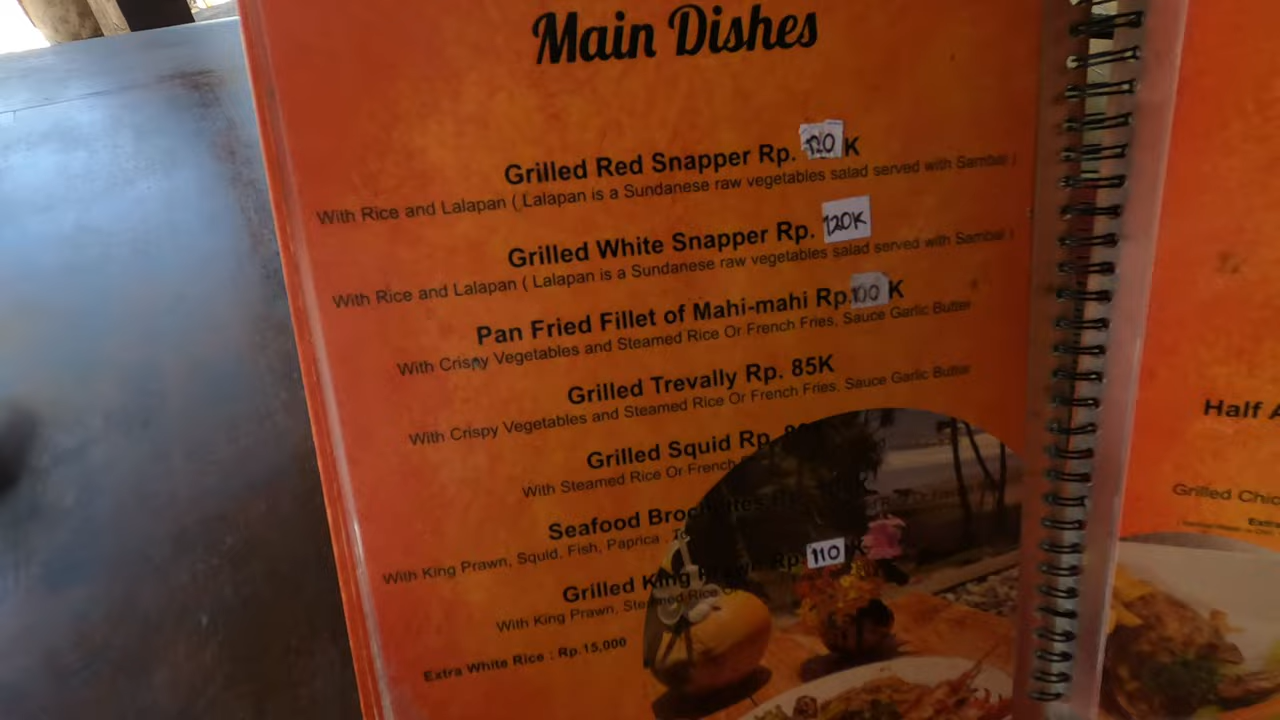 Main Dishes
Grilled Red Snapper Rp. 120 K
With Rice and Lalapan ( Lalapan is a Sundanese raw vegetables salad served with Sambal )
Grilled White Snapper Rp. 120K
With Rice and Lalapan ( Lalapan is a Sundanese raw vegetables salad served with Sambal )
Pan Fried Fillet of Mahi-mahi Rp. 100 K
With Crispy Vegetables and Steamed Rice Or French Fries, Sauce Garlic Butter
Grilled Trevally Rp. 85K
With Crispy Vegetables and Steamed Rice Or French Fries, Sauce Garlic Butter
Grilled Squid Rp.
With Steamed Rice Or French
Seafood Brochettes
With King Prawn, Squid, Fish, Paprica ,
Grilled King Prawn Rp. 110 K
With King Prawn, Steamed Rice
Extra White Rice : Rp.15,000
Half
Grilled